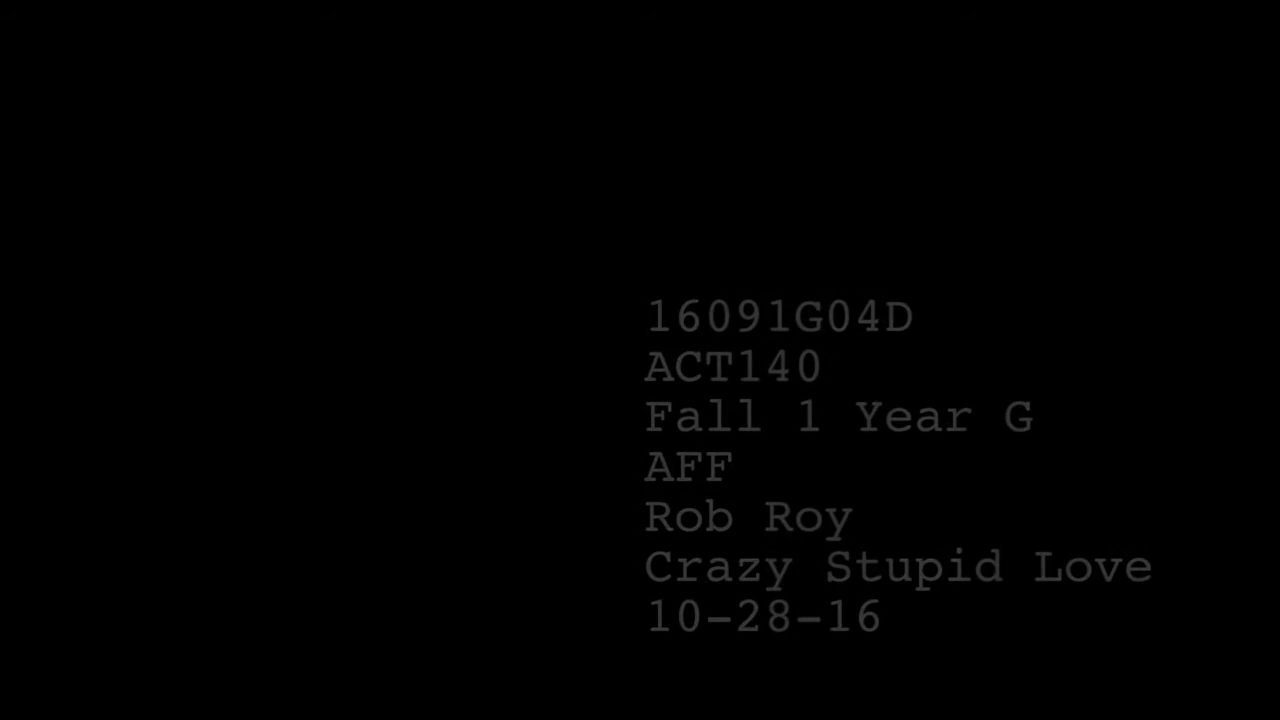 16091G04D
ACT140
Fall 1 Year G
AFF
Rob Roy
Crazy Stupid Love
10-28-16